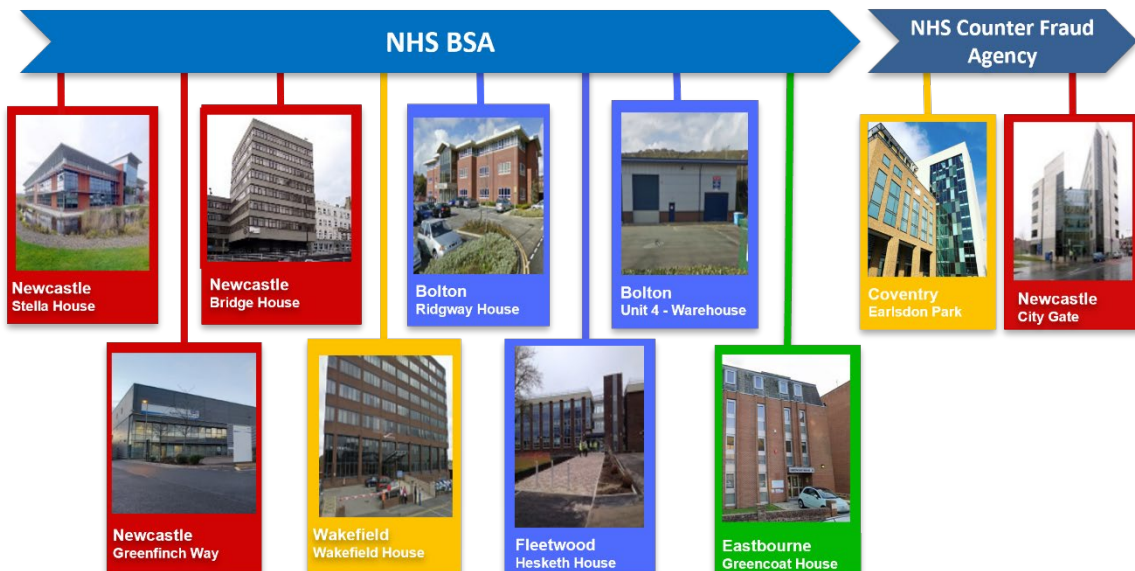 NHS BSA
NHS Counter Fraud
Agency
Newcastle
Stella House
Newcastle
Bridge House
Bolton
Ridgway House
Bolton
Unit 4 - Warehouse
Coventry
Earlsdon Park
Newcastle
City Gate
Newcastle
Greenfinch Way
Wakefield
Wakefield House
Fleetwood
Hesketh House
Eastbourne
Greencoat House